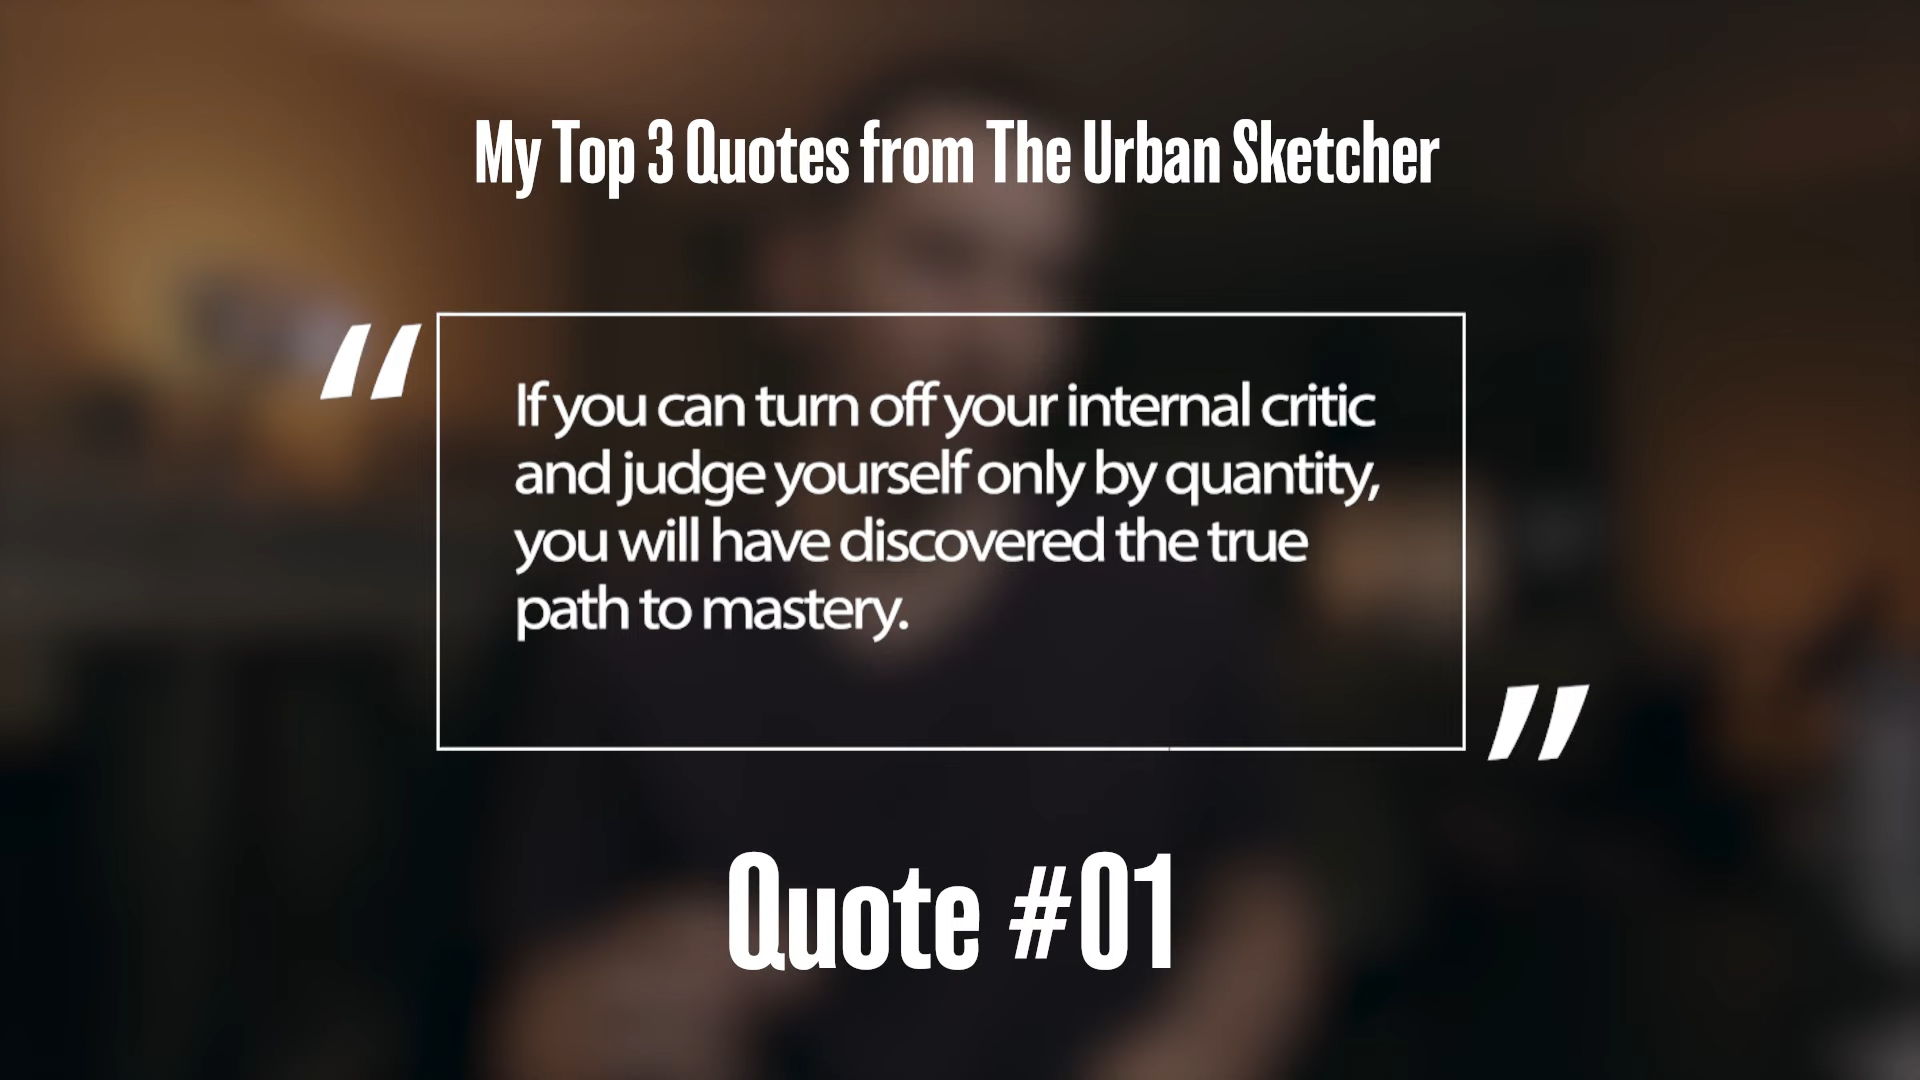 My Top 3 Quotes from The Urban Sketcher
“
If you can turn off your internal critic
and judge yourself only by quantity,
you will have discovered the true
path to mastery.
”
Quote #01